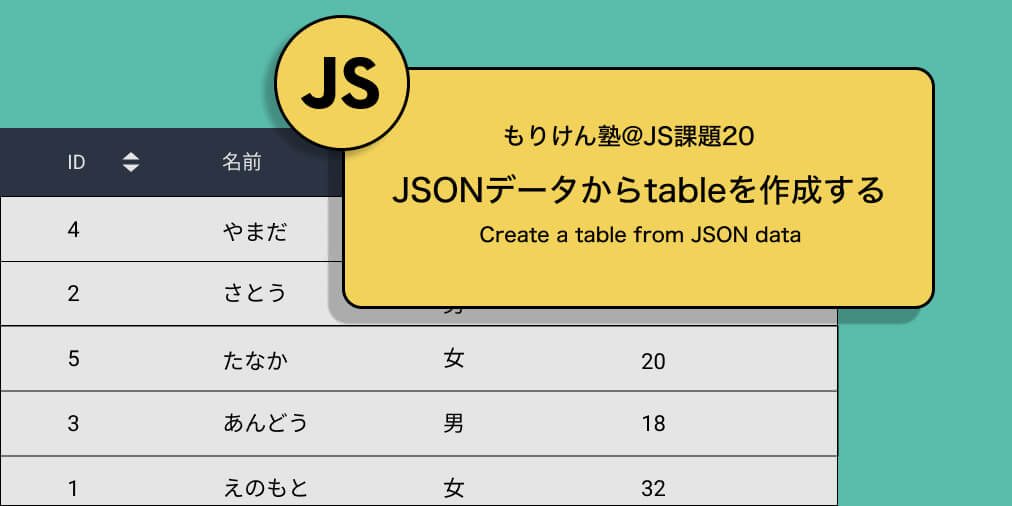 JS
もりけん塾@JS課題20
JSONデータからtableを作成する
Create a table from JSON data
ID 名前
4 やまだ
2 さとう
5 たなか 女 20
3 あんどう 男 18
1 えのもと 女 32